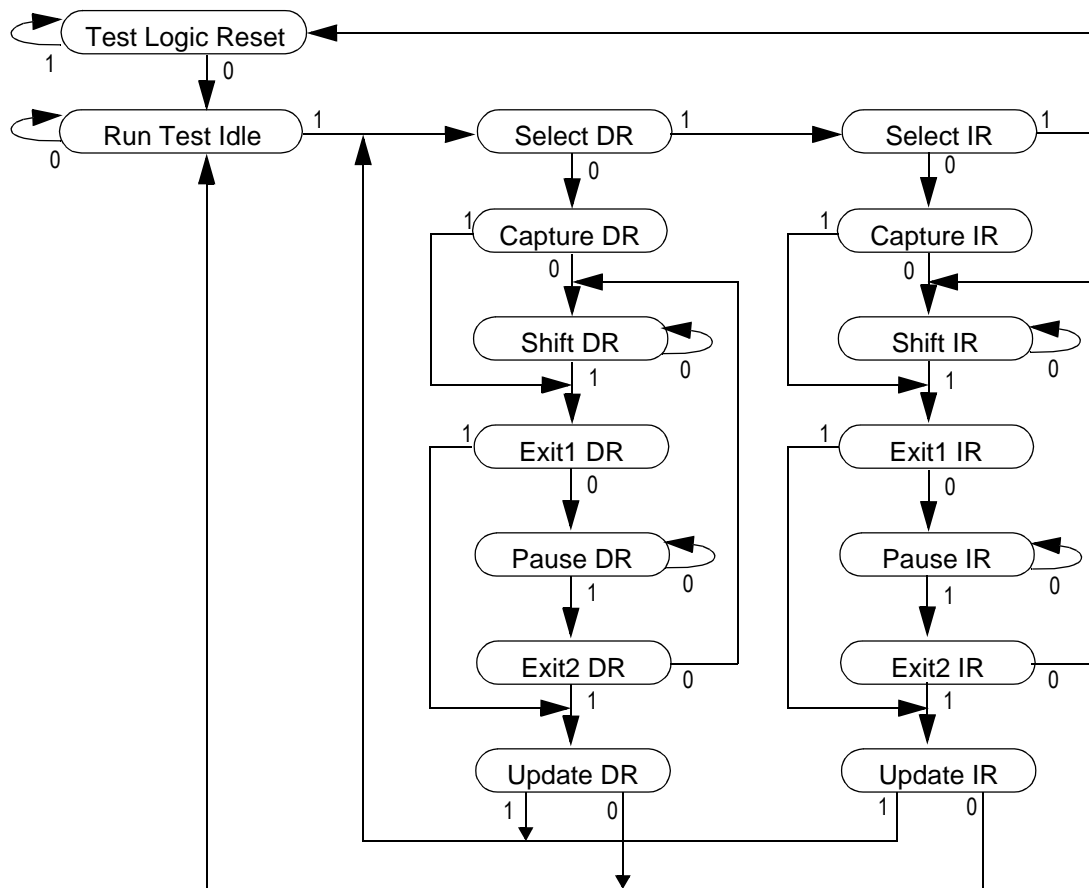 Test Logic Reset
1
0
Run Test Idle
0
1
Select DR
1
0
Select IR
1
0
1
Capture DR
0
1
Capture IR
0
Shift DR
0
1
Shift IR
0
1
1
Exit1 DR
0
1
Exit1 IR
0
Pause DR
0
1
Pause IR
0
1
Exit2 DR
0
1
Exit2 IR
0
1
Update DR
1
0
Update IR
1
0